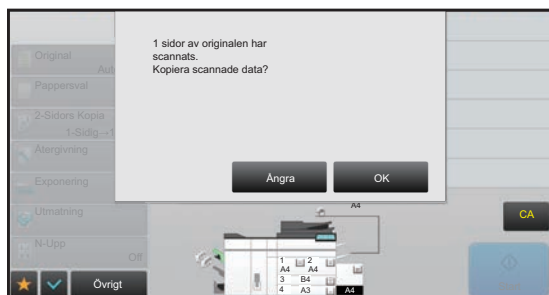 1 sidor av originalen har
scannats.
Kopiera scannade data?
Ångra
OK
Original
Auto
Pappersval
2-Sidors Kopia
1-Sidig→1
Återgivning
Exponering
Utmatning
N-Upp
Off
Övrigt
A4
CA
1 2
A4 A4
3 B4
4 A3
A4